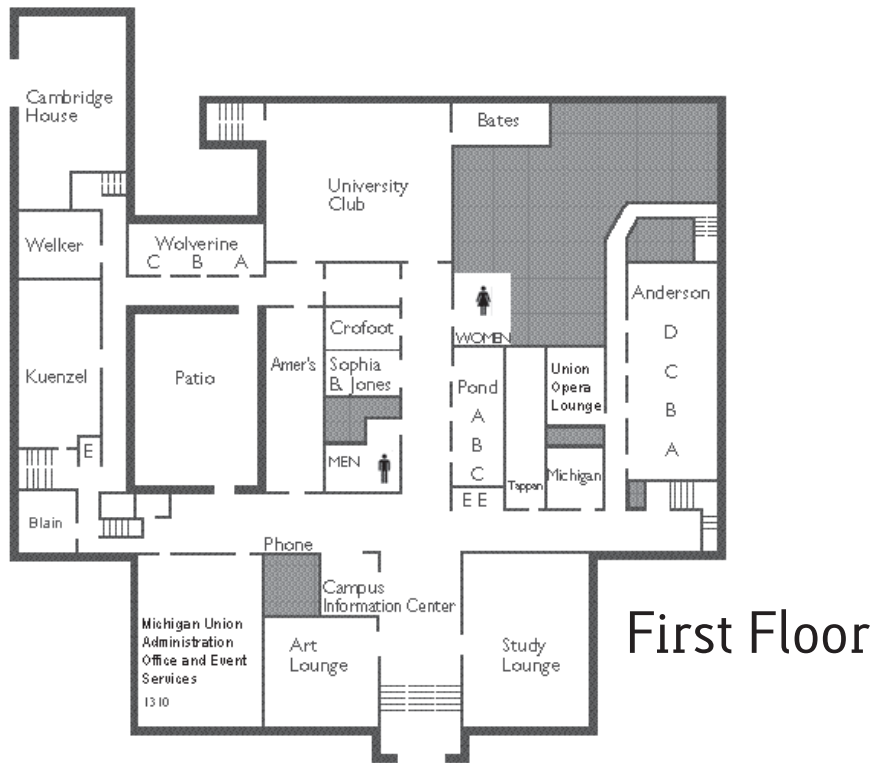 Cambridge
House
Bates
University
Club
Welker
Wolverine
C B A
Anderson
D
C
B
A
WOMEN
Crofoot
Sophia
B. Jones
Amer's
Patio
Kuenzel
Pond
A
B
C
Union
Opera
Lounge
E
MEN
Tappan
Michigan
E E
Blain
Phone
Campus
Information Center
Michigan Union
Administration
Office and Event
Services
1310
Art
Lounge
Study
Lounge
First Floor